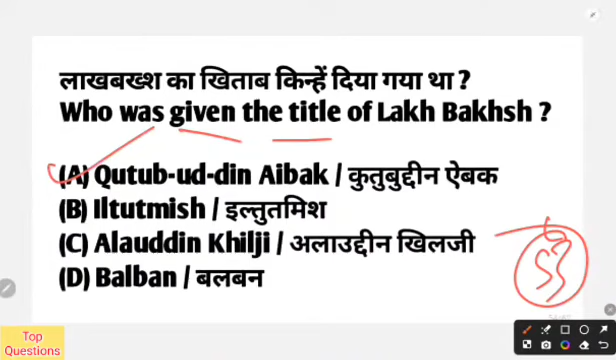 लाखबख्श का खिताब किन्हें दिया गया था ?
Who was given the title of Lakh Bakhsh ?
(A) Qutub-ud-din Aibak / कुतुबुद्दीन ऐबक
(B) Iltutmish / इल्तुतमिश
(C) Alauddin Khilji / अलाउद्दीन खिलजी
(D) Balban / बलबन
Top
Questions